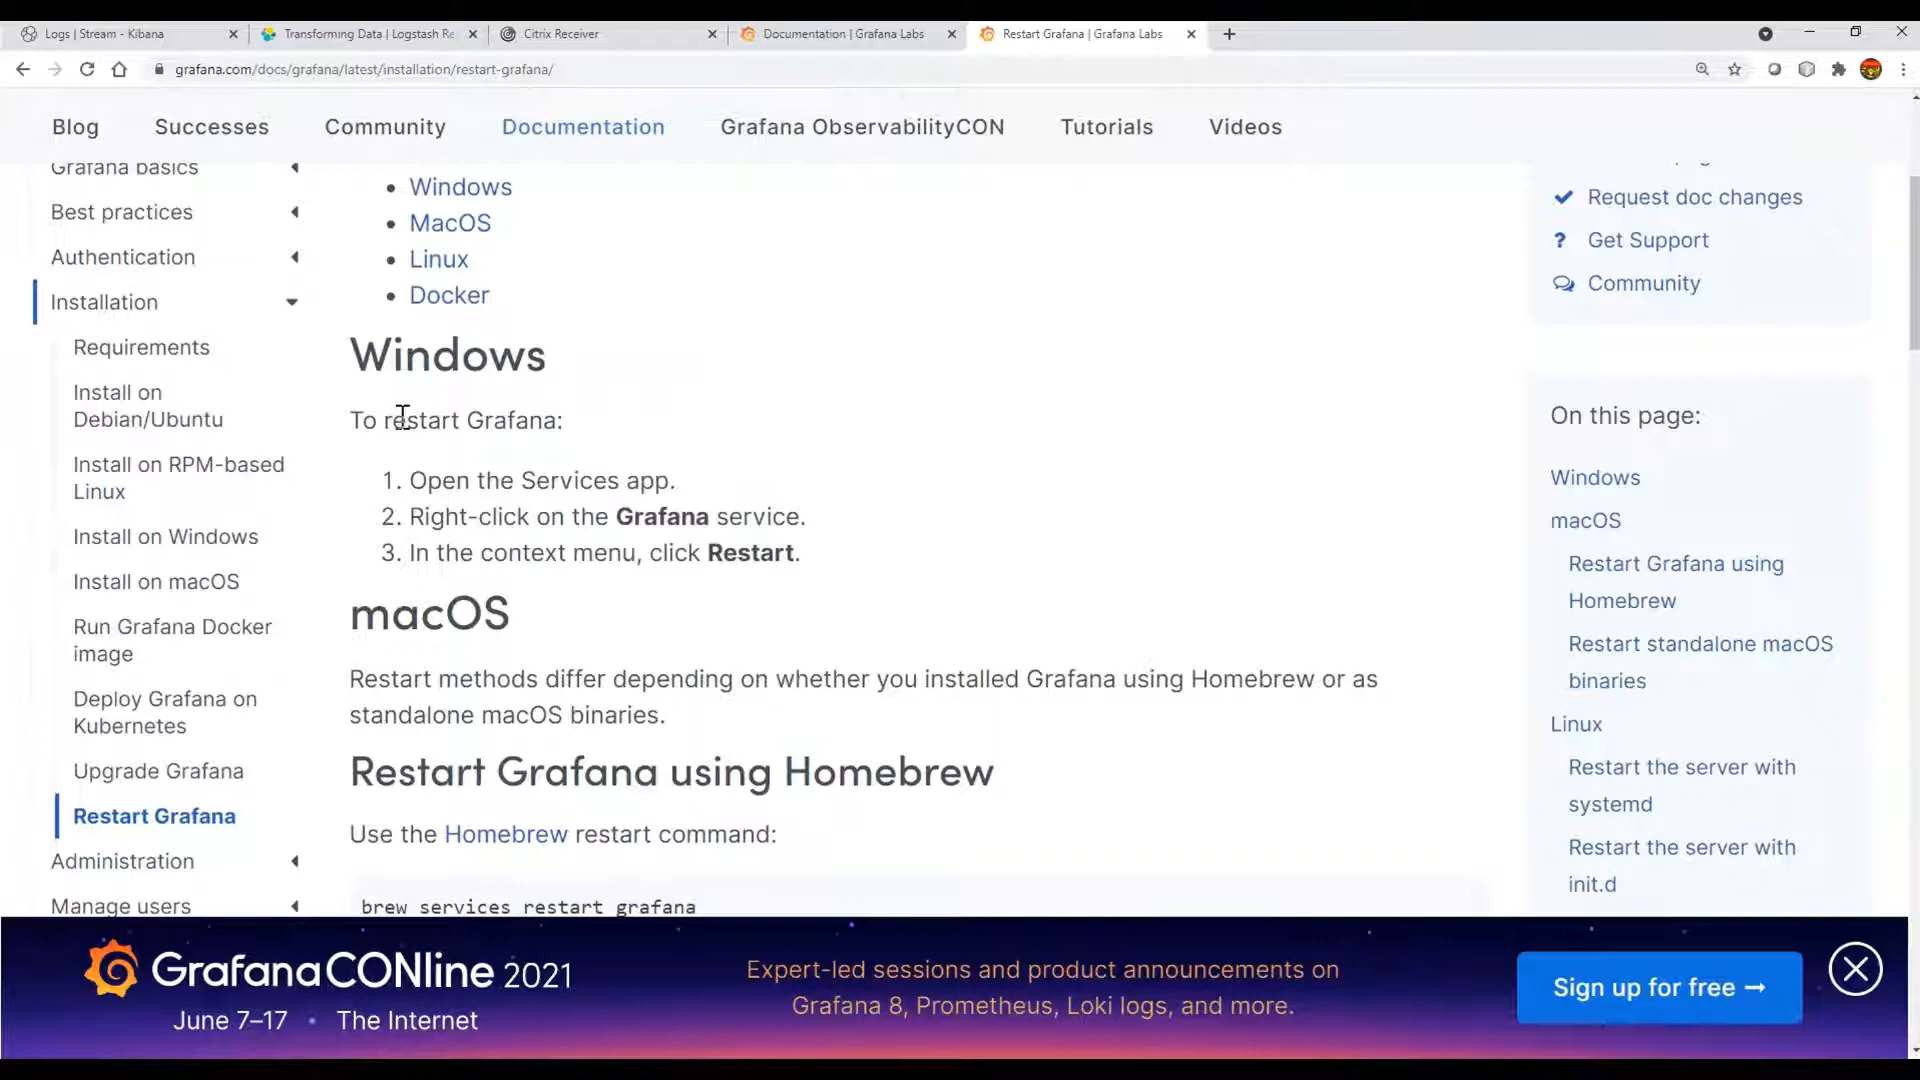 Logs | Stream - Kibana
Transforming Data | Logstash Re
Citrix Receiver
Documentation | Grafana Labs
Restart Grafana | Grafana Labs
grafana.com/docs/grafana/latest/installation/restart-grafana/
Blog
Successes
Community
Documentation
Grafana ObservabilityCON
Tutorials
Videos
Grafana basics
Best practices
Authentication
Installation
Requirements
Install on
Debian/Ubuntu
Install on RPM-based
Linux
Install on Windows
Install on macOS
Run Grafana Docker
image
Deploy Grafana on
Kubernetes
Upgrade Grafana
Restart Grafana
Administration
Manage users
• Windows
• MacOS
• Linux
• Docker
Windows
To restart Grafana:
1. Open the Services app.
2. Right-click on the Grafana service.
3. In the context menu, click Restart.
macOS
Restart methods differ depending on whether you installed Grafana using Homebrew or as
standalone macOS binaries.
Restart Grafana using Homebrew
Use the Homebrew restart command:
brew services restart grafana
Request doc changes
? Get Support
Community
On this page:
Windows
macOS
Restart Grafana using
Homebrew
Restart standalone macOS
binaries
Linux
Restart the server with
systemd
Restart the server with
init.d
GrafanaCONline 2021
June 7–17 • The Internet
Expert-led sessions and product announcements on
Grafana 8, Prometheus, Loki logs, and more.
Sign up for free →